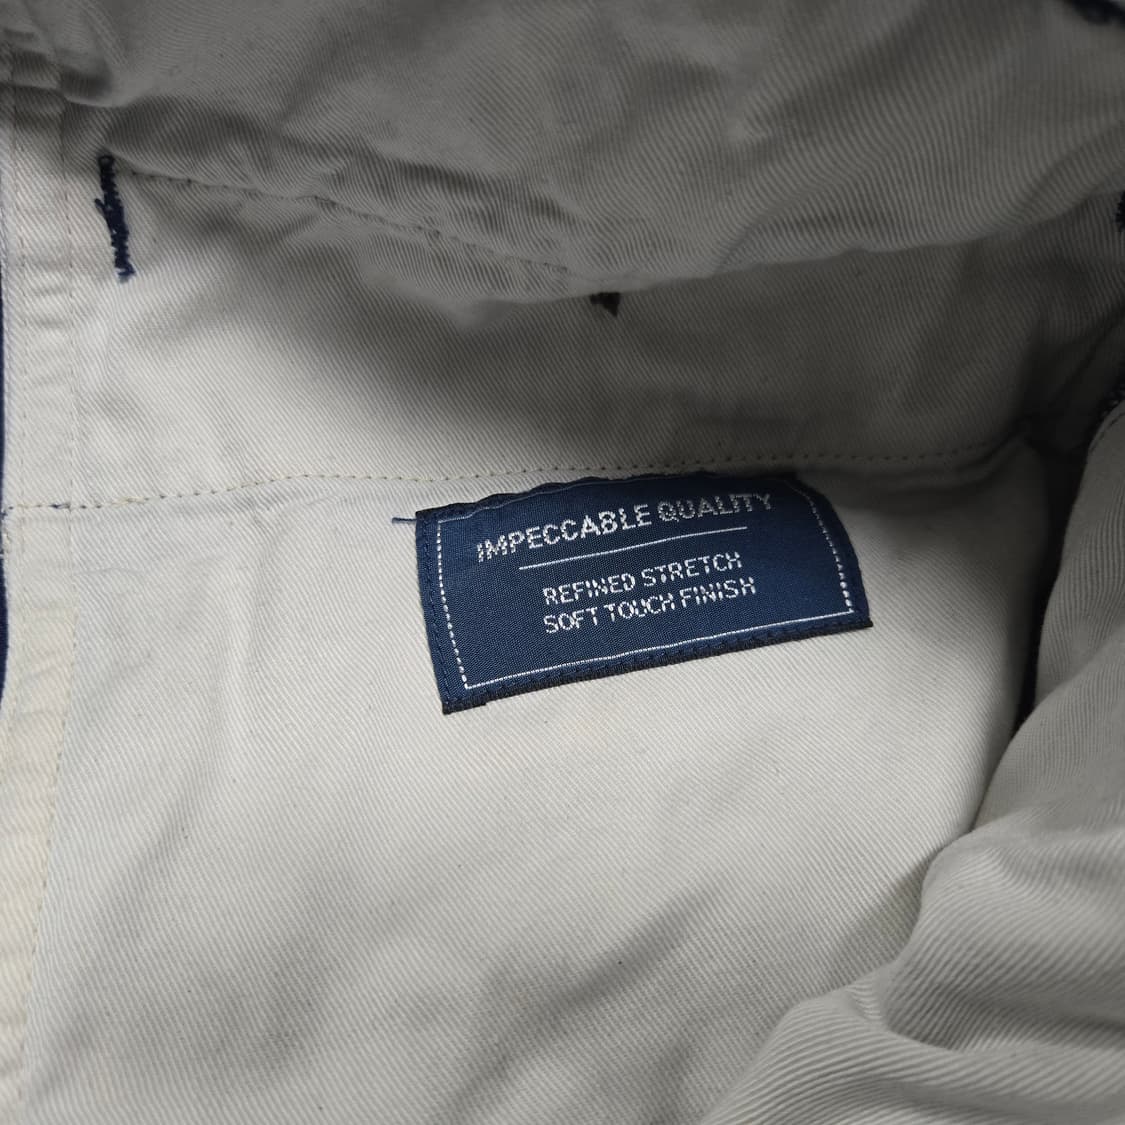 IMPECCABLE QUALITY
REFINED STRETCH
SOFT TOUCH FINISH